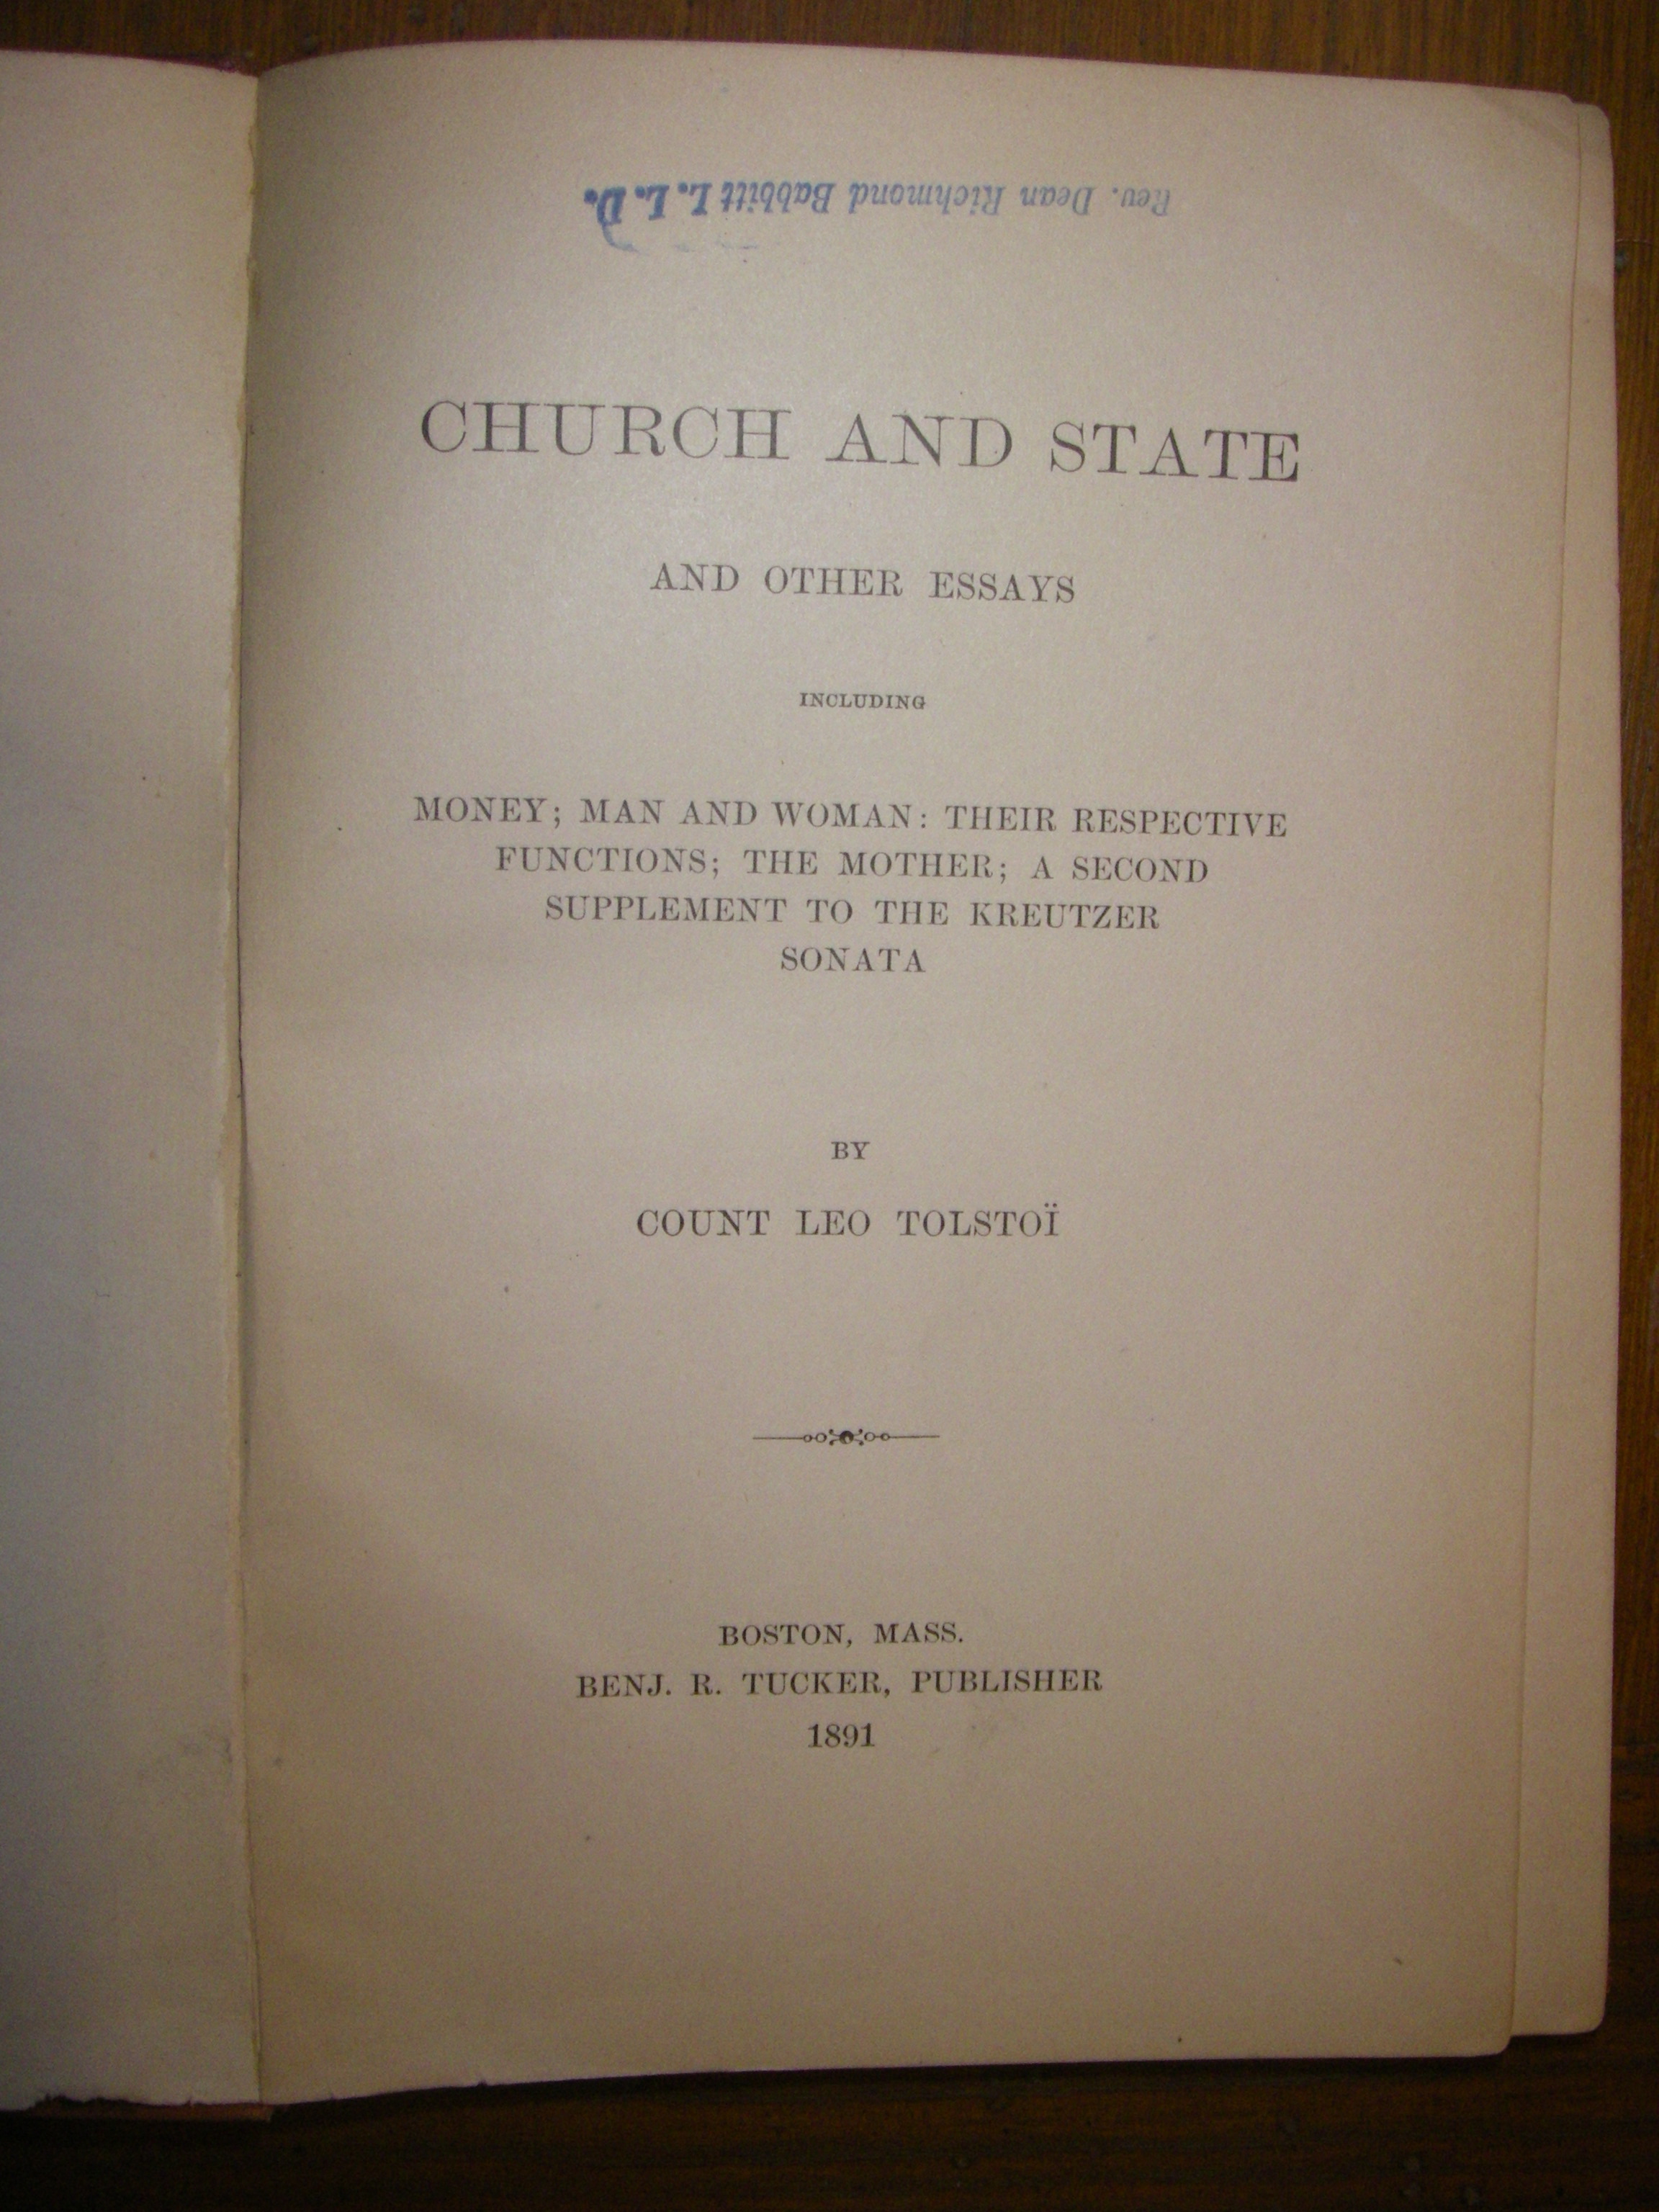 Rev. Dean Richmond Babbitt L. L. D.
CHURCH AND STATE
AND OTHER ESSAYS
INCLUDING
MONEY; MAN AND WOMAN: THEIR RESPECTIVE
FUNCTIONS; THE MOTHER; A SECOND
SUPPLEMENT TO THE KREUTZER
SONATA
BY
COUNT LEO TOLSTOÏ
BOSTON, MASS.
BENJ. R. TUCKER, PUBLISHER
1891